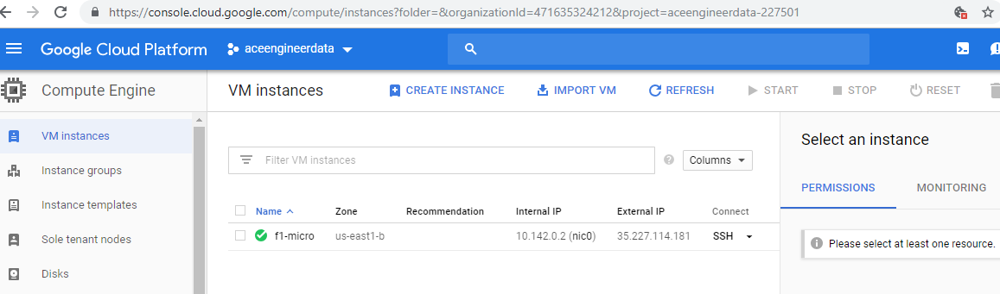 https://console.cloud.google.com/compute/instances?folder=&organizationId=471635324212&project=aceengineerdata-227501
Google Cloud Platform aceengineerdata
Compute Engine VM instances CREATE INSTANCE IMPORT VM REFRESH START STOP RESET
VM instances
Instance groups
Instance templates
Sole tenant nodes
Disks
Filter VM instances Columns
Name Zone Recommendation Internal IP External IP Connect
f1-micro us-east1-b 10.142.0.2 (nic0) 35.227.114.181 SSH
Select an instance
PERMISSIONS MONITORING
Please select at least one resource.